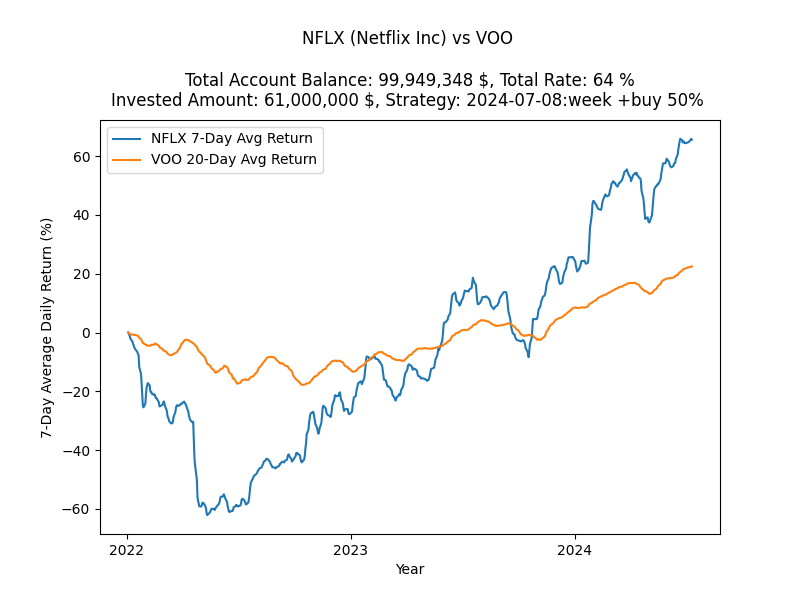 NFLX (Netflix Inc) vs VOO
Total Account Balance: 99,949,348 $, Total Rate: 64 %
Invested Amount: 61,000,000 $, Strategy: 2024-07-08:week +buy 50%
NFLX 7-Day Avg Return
VOO 20-Day Avg Return
7-Day Average Daily Return (%)
60
40
20
0
−20
−40
−60
2022
2023
2024
Year